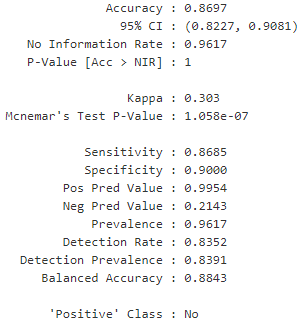 Accuracy : 0.8697
95% CI : (0.8227, 0.9081)
No Information Rate : 0.9617
P-Value [Acc > NIR] : 1
Kappa : 0.303
Mcnemar's Test P-Value : 1.058e-07
Sensitivity : 0.8685
Specificity : 0.9000
Pos Pred Value : 0.9954
Neg Pred Value : 0.2143
Prevalence : 0.9617
Detection Rate : 0.8352
Detection Prevalence : 0.8391
Balanced Accuracy : 0.8843
'Positive' Class : No